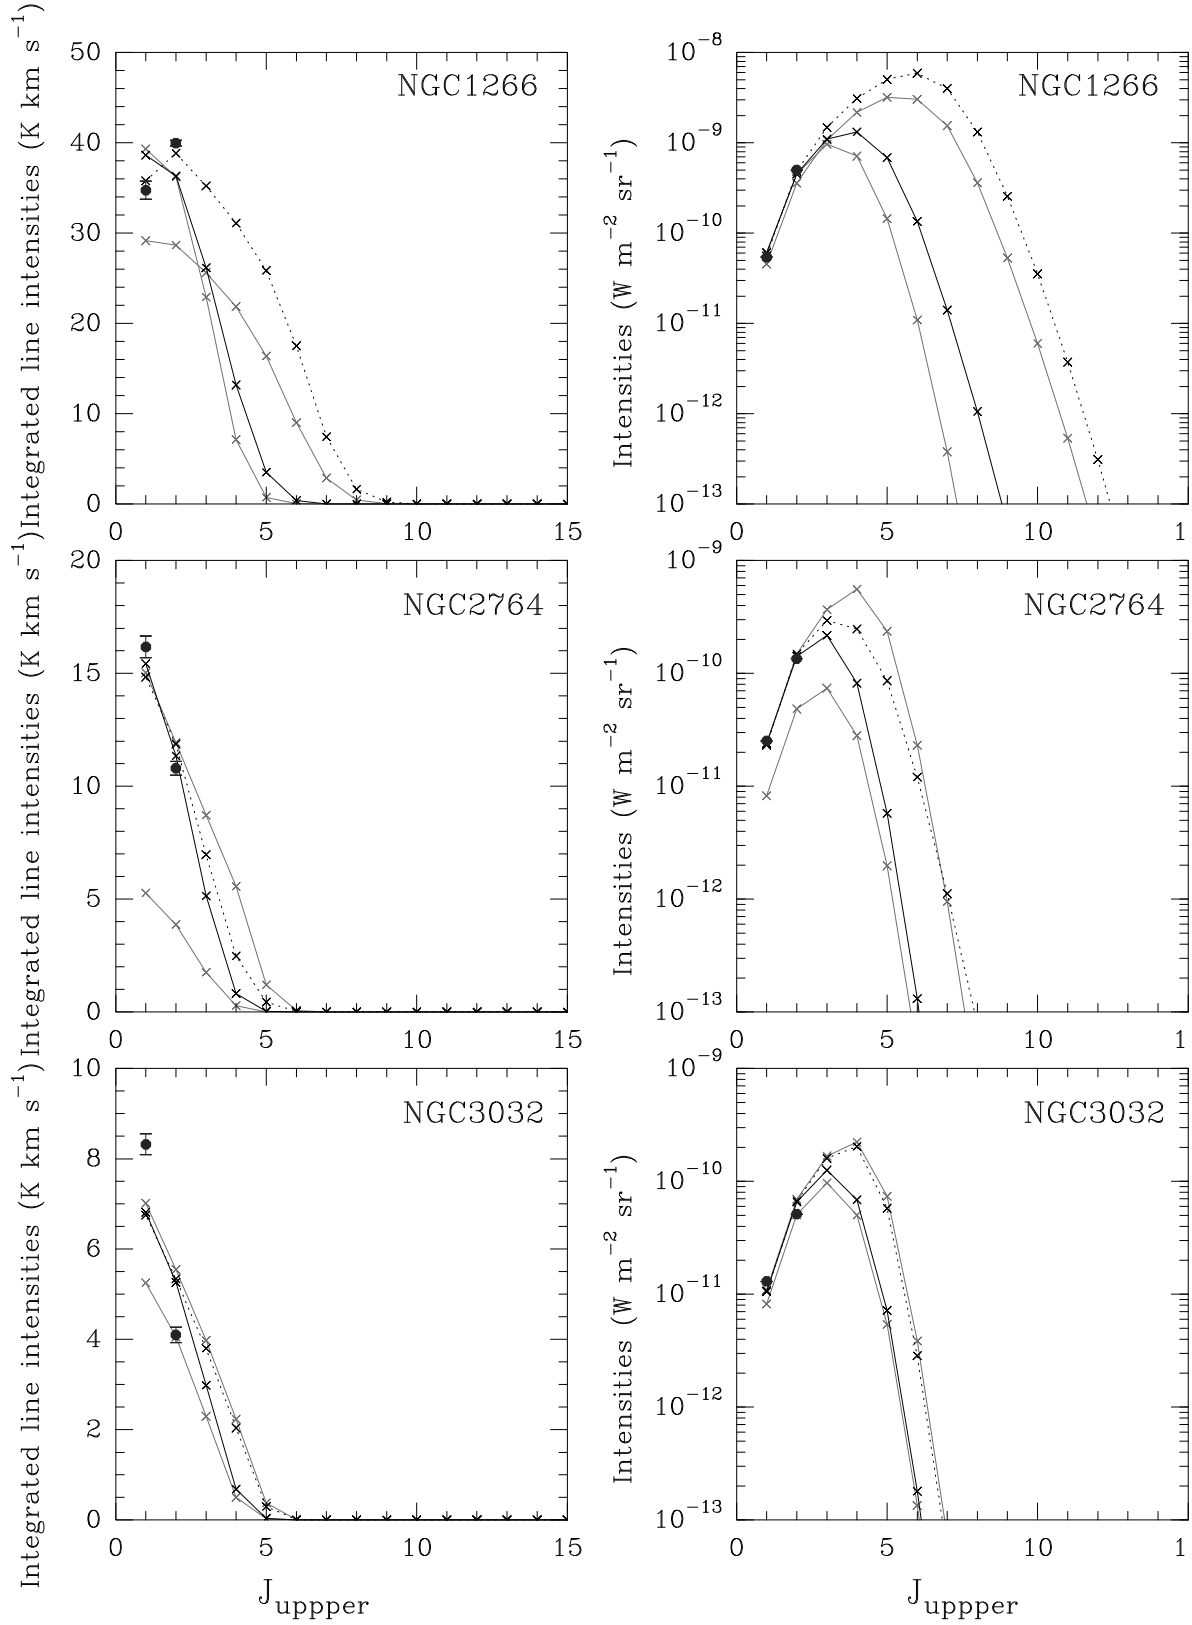 Integrated line intensities (K km s⁻¹)
50
40
30
20
10
0
0 5 10 15
NGC1266
Intensities (W m⁻² sr⁻¹)
10⁻⁸
10⁻⁹
10⁻¹⁰
10⁻¹¹
10⁻¹²
10⁻¹³
0 5 10 1
NGC1266
Integrated line intensities (K km s⁻¹)
20
15
10
5
0
0 5 10 15
NGC2764
Intensities (W m⁻² sr⁻¹)
10⁻⁹
10⁻¹⁰
10⁻¹¹
10⁻¹²
10⁻¹³
0 5 10 1
NGC2764
Integrated line intensities (K km s⁻¹)
10
8
6
4
2
0
0 5 10 15
NGC3032
J_uppper
Intensities (W m⁻² sr⁻¹)
10⁻⁹
10⁻¹⁰
10⁻¹¹
10⁻¹²
10⁻¹³
0 5 10 1
NGC3032
J_uppper